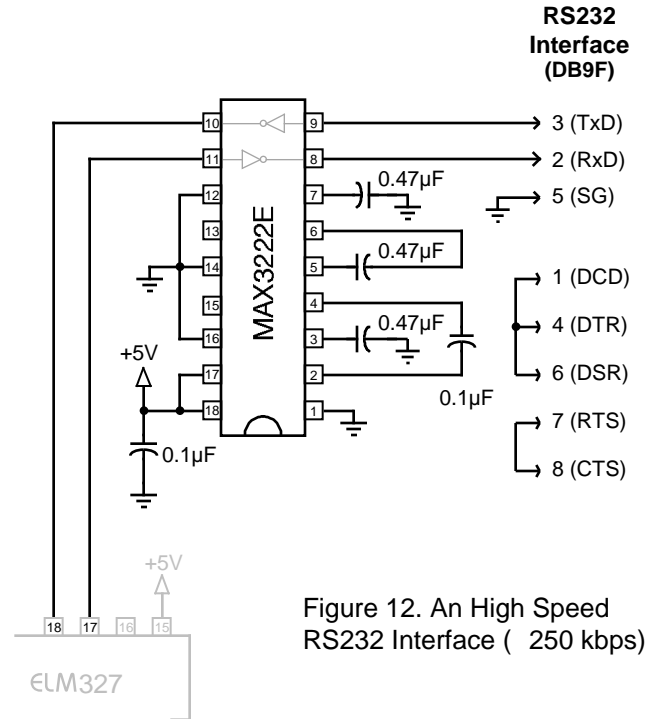 RS232
Interface
(DB9F)
10
9
3 (TxD)
11
8
2 (RxD)
12
7
0.47µF
5 (SG)
13
6
MAX3222E
0.47µF
14
5
1 (DCD)
15
4
0.47µF
4 (DTR)
16
3
+5V
17
2
6 (DSR)
0.1µF
18
1
7 (RTS)
0.1µF
8 (CTS)
+5V
Figure 12. An High Speed
RS232 Interface ( 250 kbps)
18
17
16
15
ELM327